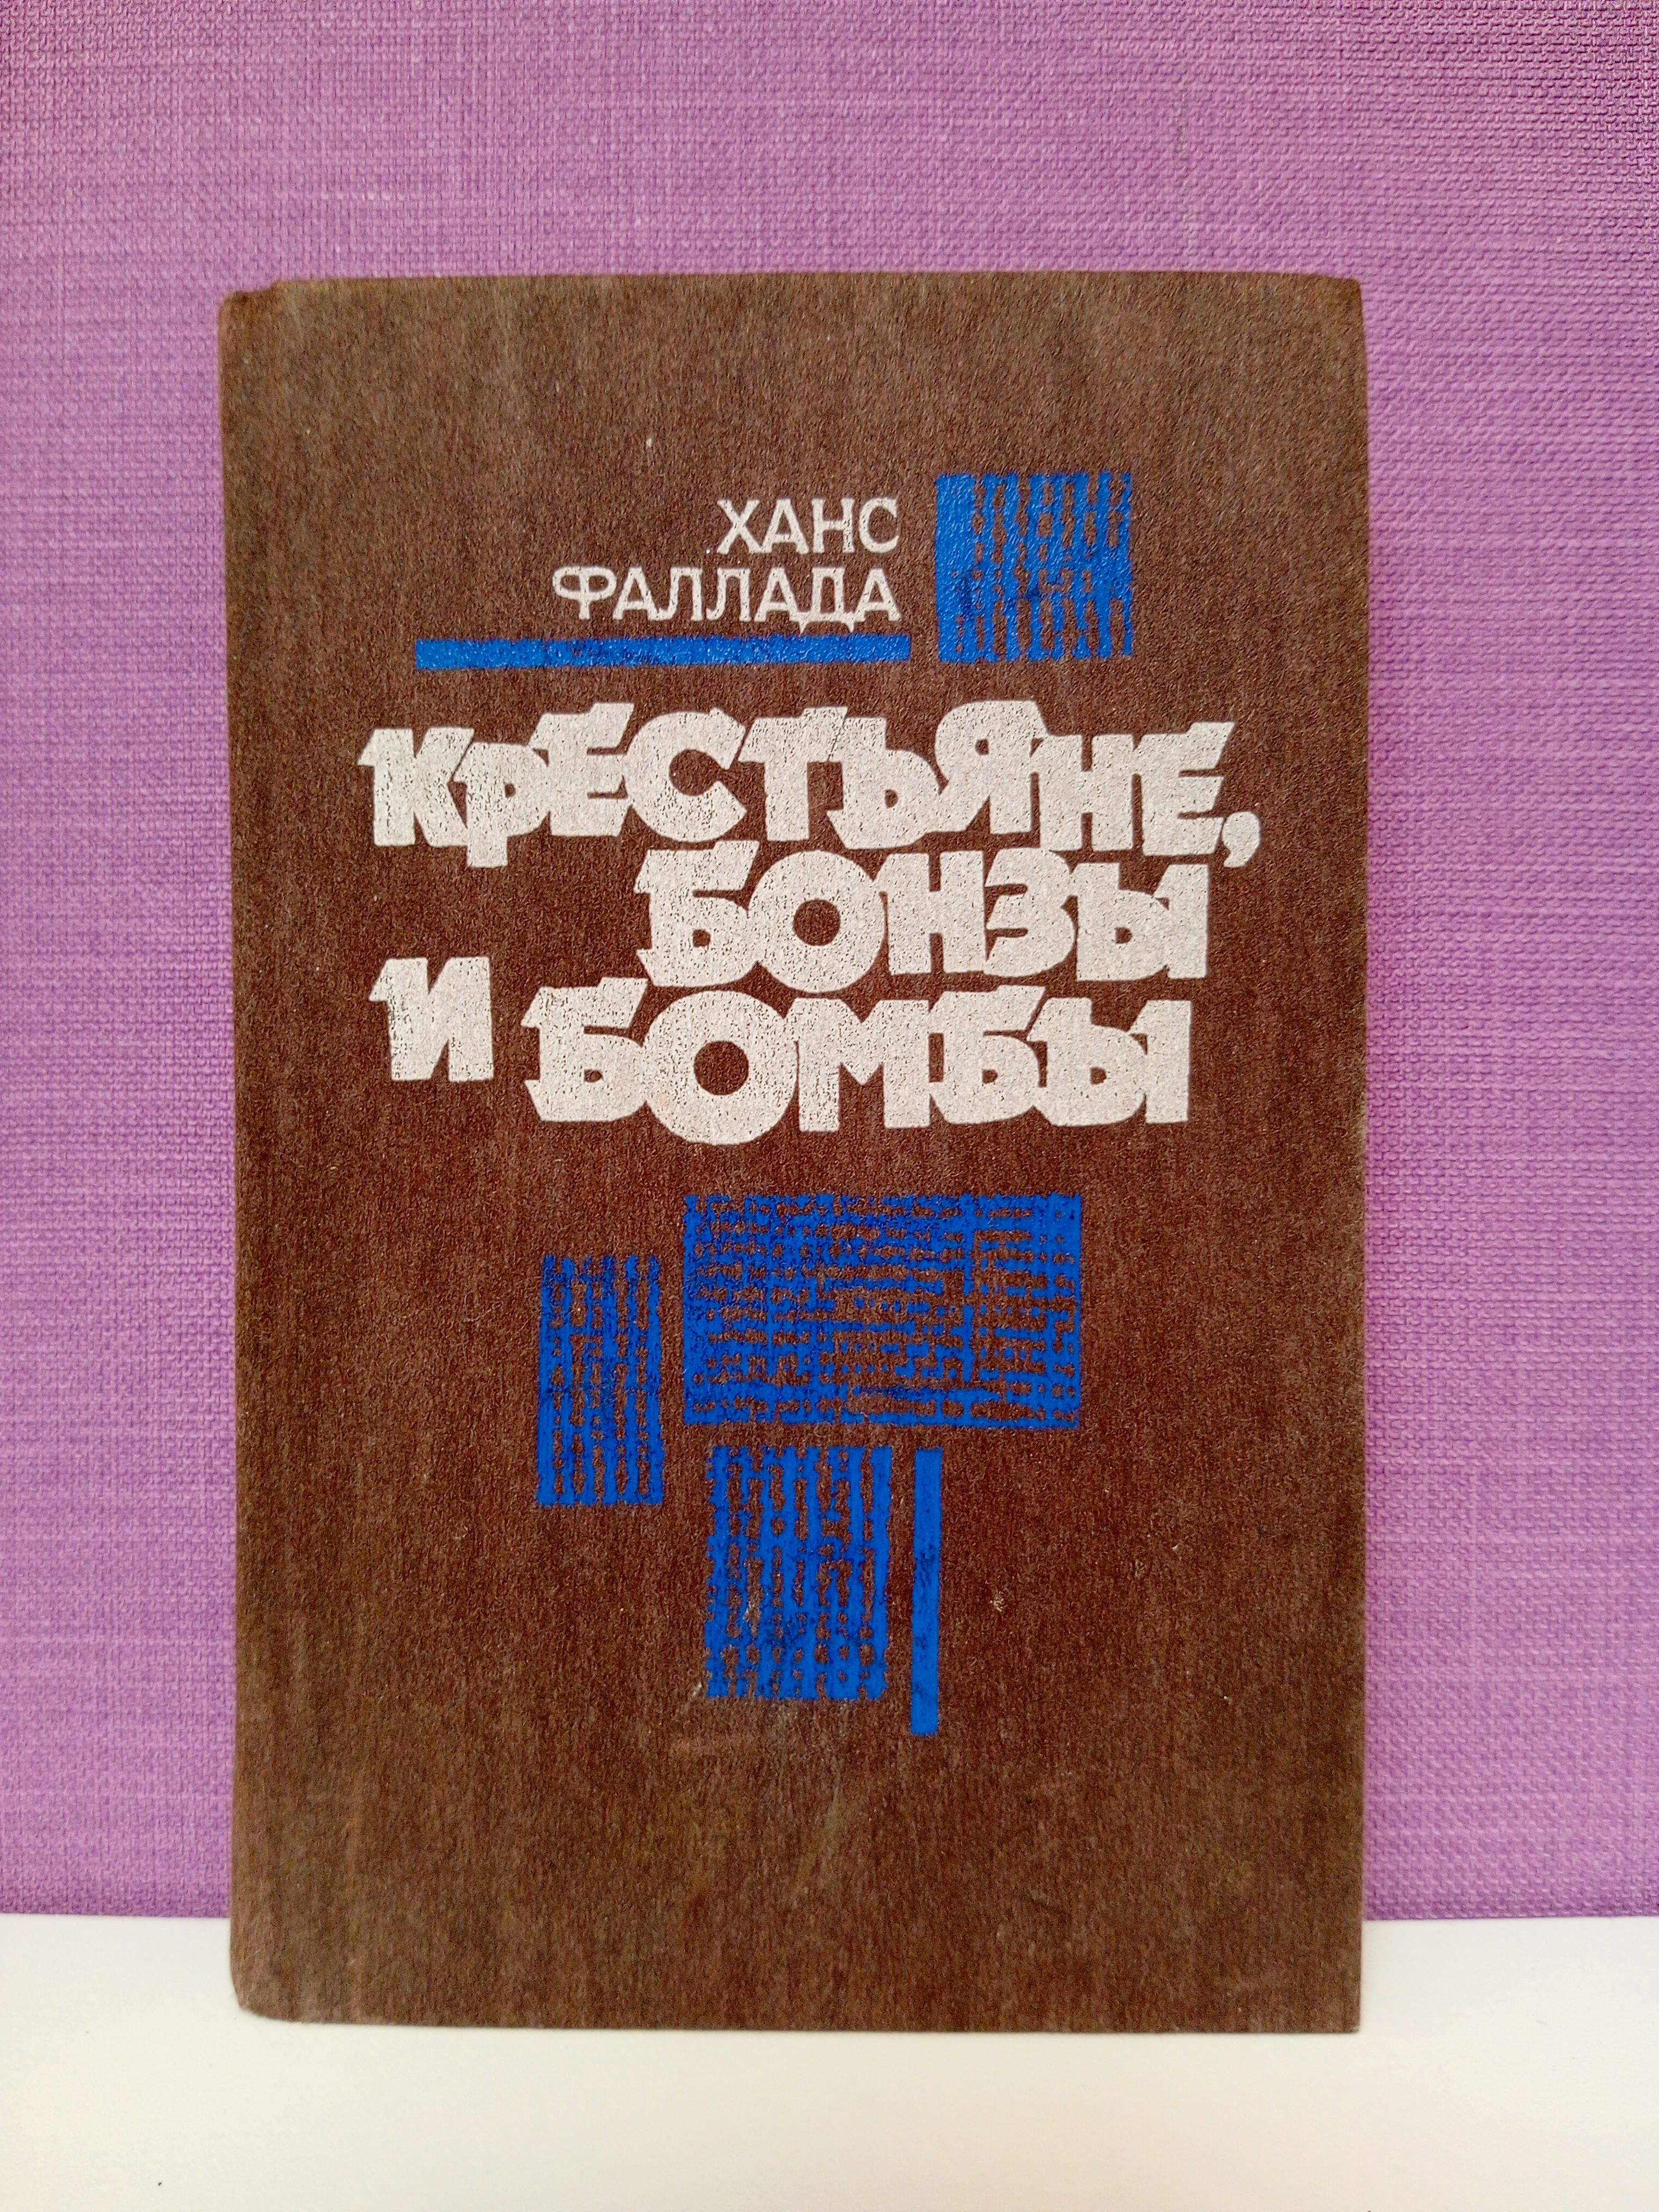 ХАНС
ФАЛЛАДА
КРЕСТЬЯНЕ,
БОНЗЫ
И БОМБЫ